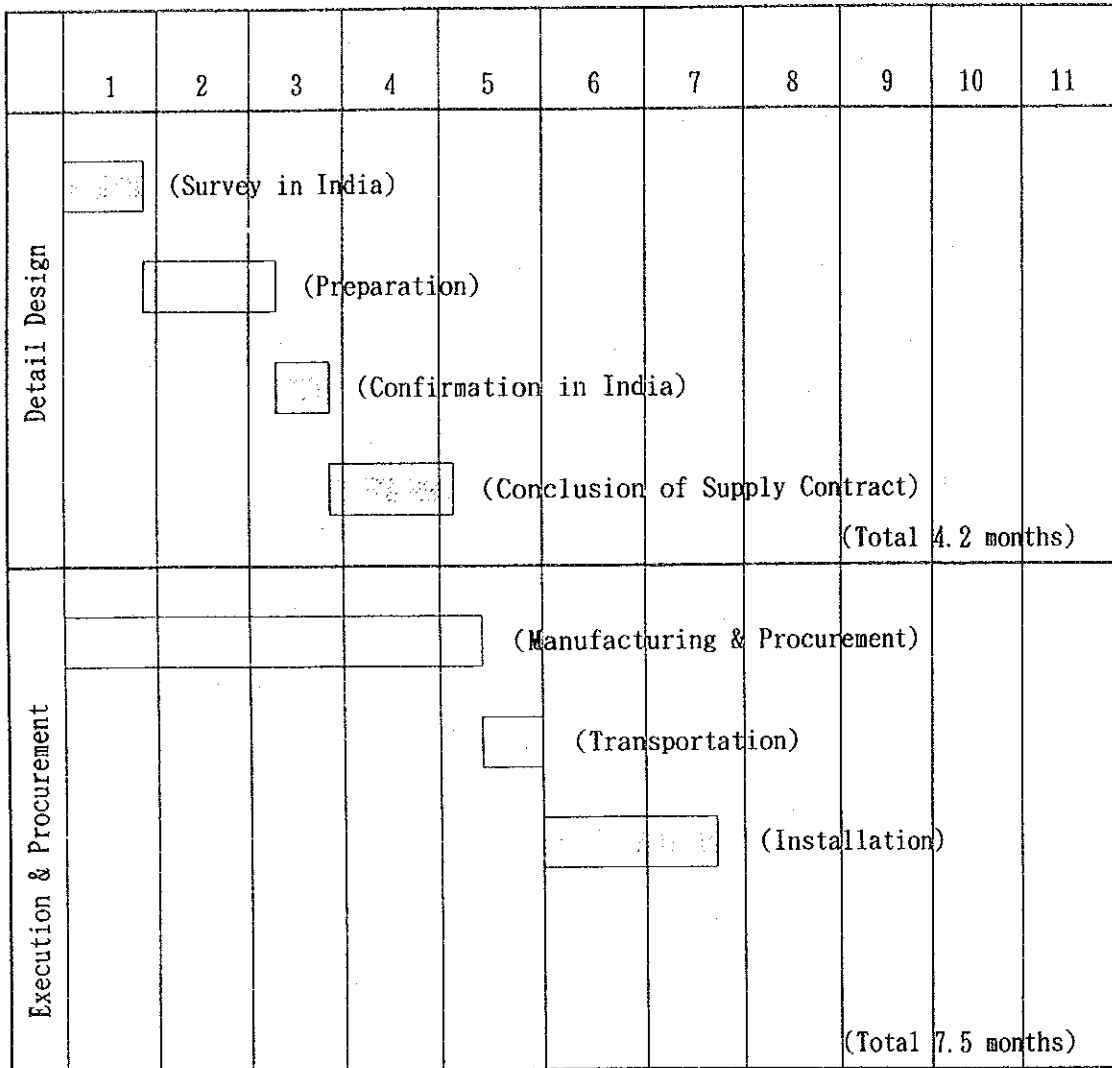 1 2 3 4 5 6 7 8 9 10 11
Detail Design
(Survey in India)
(Preparation)
(Confirmation in India)
(Conclusion of Supply Contract)
(Total 4.2 months)
Execution & Procurement
(Manufacturing & Procurement)
(Transportation)
(Installation)
(Total 7.5 months)